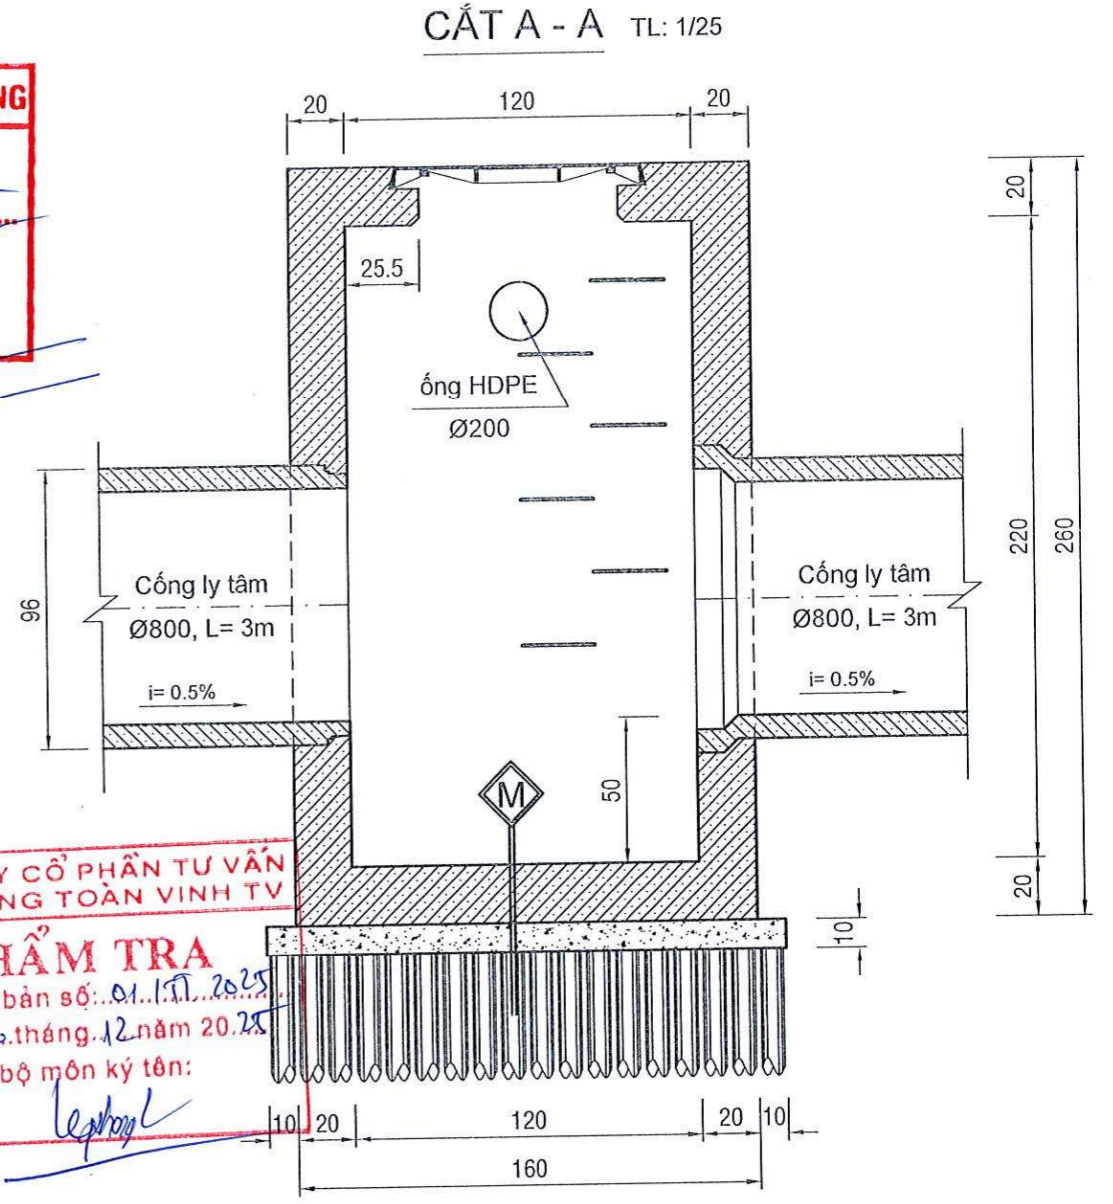 CẮT A - A TL: 1/25
NG
20 120 20
20
25.5
ống HDPE
Ø200
96
Cống ly tâm
Ø800, L= 3m
i= 0.5%
Cống ly tâm
Ø800, L= 3m
i= 0.5%
220
260
50
M
20
10
Y CỔ PHẦN TƯ VẤN
NG TOÀN VINH TV
HẨM TRA
bản số:..01../TT..2025
tháng..12.năm 20.25
bộ môn ký tên:
10 20 120 20 10
160